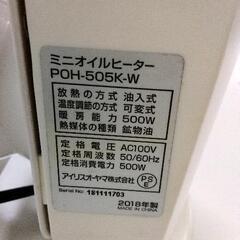 ミニオイルヒーター
POH-505K-W
放熱の方式 油入式
温度調節の方式 可変式
暖房能力 500W
熱媒体の種類 鉱物油
定格電圧 AC100V
定格周波数 50/60Hz
定格消費電力 500W
アイリスオーヤマ株式会社
PSE
Serial No: 181111703
2018年製
MADE IN CHINA